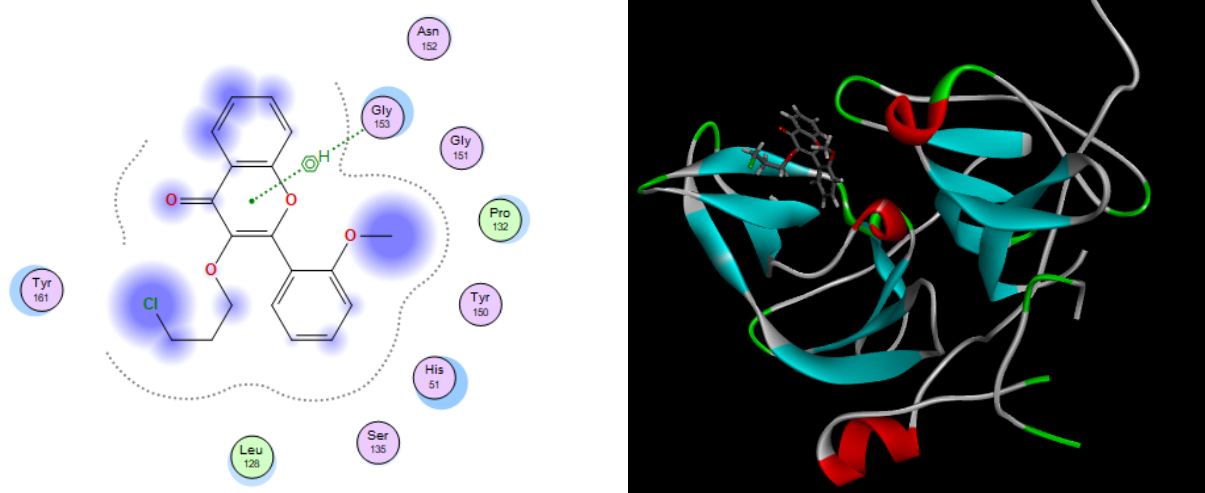 Asn
152
Gly
153
H
Gly
151
O
O
Pro
132
O
O
Tyr
161
Cl
Tyr
150
His
51
Ser
135
Leu
128